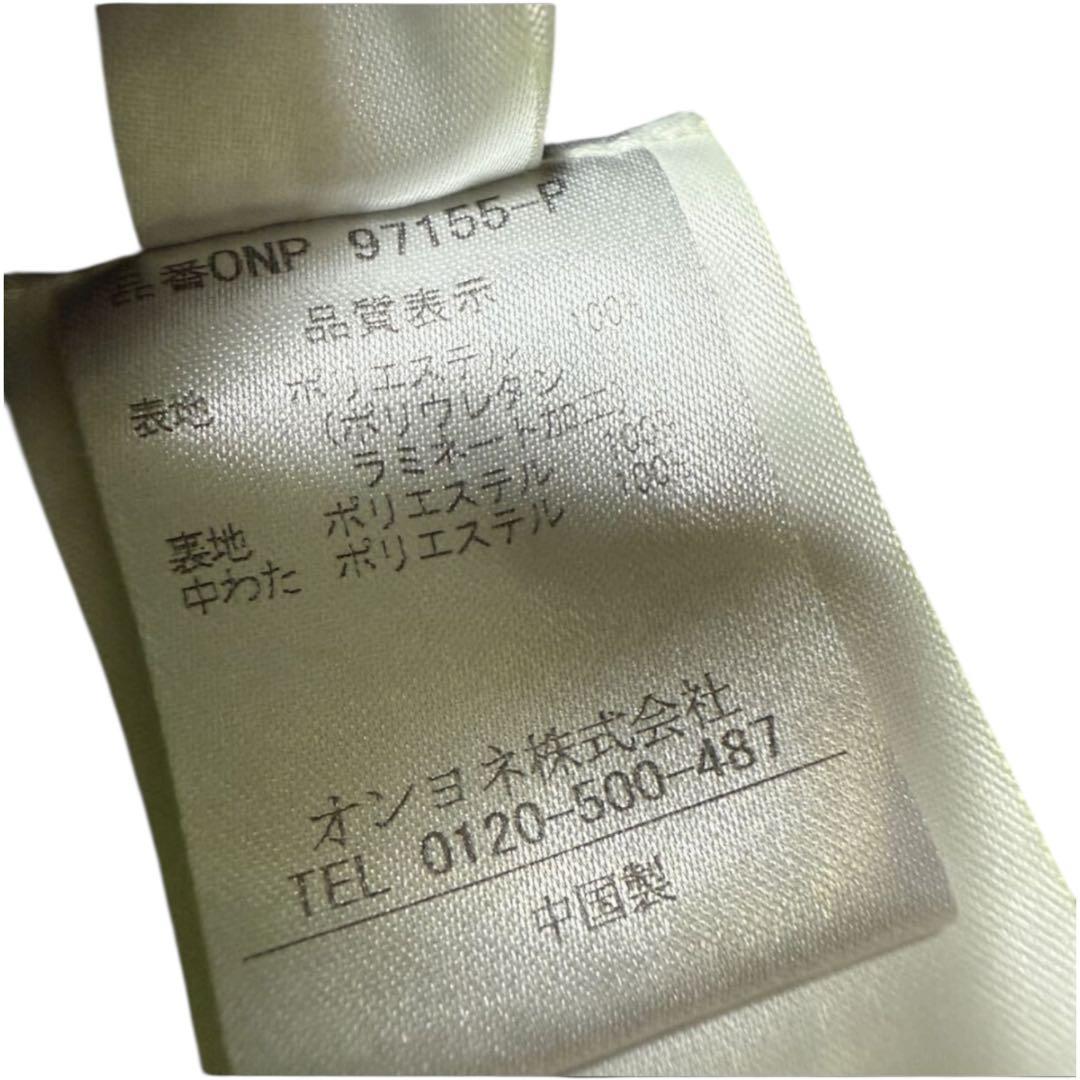 品番ONP 97155-P
品質表示
表地 ポリエステル 100%
(ポリウレタン
ラミネート加工)
裏地 ポリエステル 100%
中わた ポリエステル 100%
オンヨネ株式会社
TEL 0120-500-487
中国製